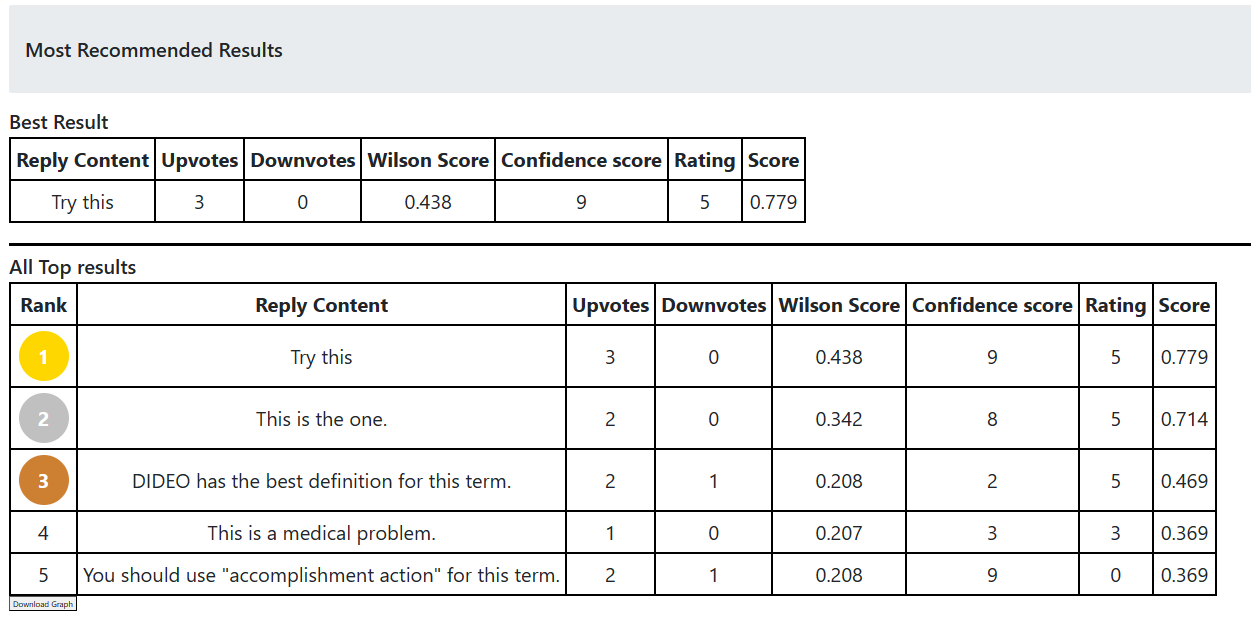 Most Recommended Results
Best Result
Reply Content Upvotes Downvotes Wilson Score Confidence score Rating Score
Try this 3 0 0.438 9 5 0.779
All Top results
Rank Reply Content Upvotes Downvotes Wilson Score Confidence score Rating Score
1 Try this 3 0 0.438 9 5 0.779
2 This is the one. 2 0 0.342 8 5 0.714
3 DIDEO has the best definition for this term. 2 1 0.208 2 5 0.469
4 This is a medical problem. 1 0 0.207 3 3 0.369
5 You should use "accomplishment action" for this term. 2 1 0.208 9 0 0.369
Download Graph